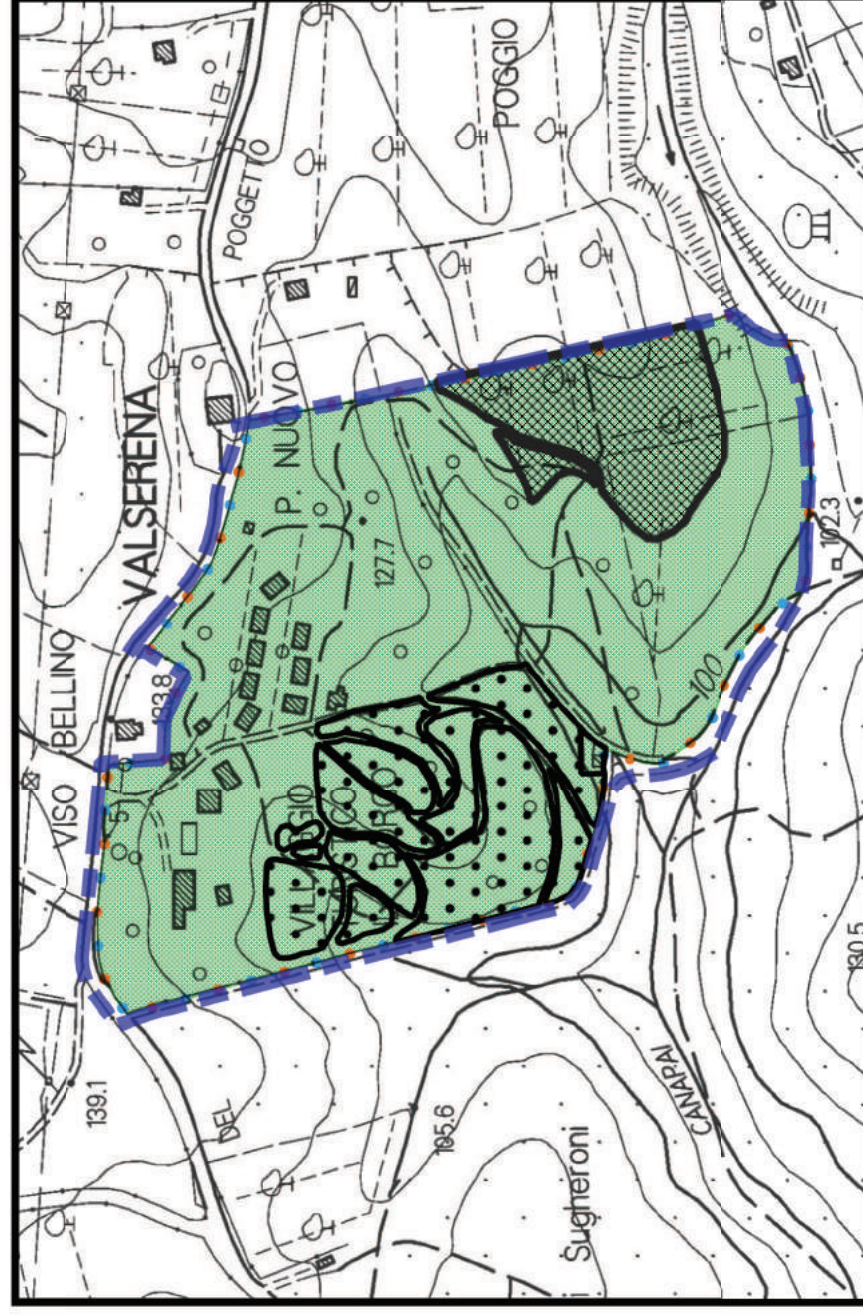 VISO BELLINO
139.1
VALSERENA
133.8
DEL
POGGETTO
P. NUOVO
VILLAGGIO
BORGO
127.7
105.6
POGGIO
i Sugheroni
CANAPAI
100
102.3
130.5